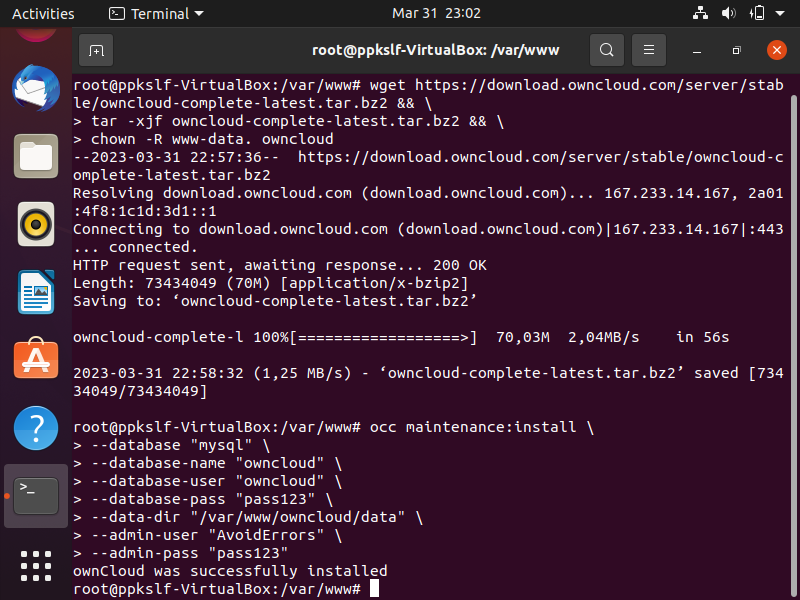 Activities Terminal Mar 31 23:02
root@ppkslf-VirtualBox: /var/www
root@ppkslf-VirtualBox:/var/www# wget https://download.owncloud.com/server/stab
le/owncloud-complete-latest.tar.bz2 && \
> tar -xjf owncloud-complete-latest.tar.bz2 && \
> chown -R www-data. owncloud
--2023-03-31 22:57:36--  https://download.owncloud.com/server/stable/owncloud-c
omplete-latest.tar.bz2
Resolving download.owncloud.com (download.owncloud.com)... 167.233.14.167, 2a01
:4f8:1c1d:3d1::1
Connecting to download.owncloud.com (download.owncloud.com)|167.233.14.167|:443
... connected.
HTTP request sent, awaiting response... 200 OK
Length: 73434049 (70M) [application/x-bzip2]
Saving to: ‘owncloud-complete-latest.tar.bz2’
owncloud-complete-l 100%[==================>]  70,03M  2,04MB/s    in 56s
2023-03-31 22:58:32 (1,25 MB/s) - ‘owncloud-complete-latest.tar.bz2’ saved [734
34049/73434049]
root@ppkslf-VirtualBox:/var/www# occ maintenance:install \
> --database "mysql" \
> --database-name "owncloud" \
> --database-user "owncloud" \
> --database-pass "pass123" \
> --data-dir "/var/www/owncloud/data" \
> --admin-user "AvoidErrors" \
> --admin-pass "pass123"
ownCloud was successfully installed
root@ppkslf-VirtualBox:/var/www#